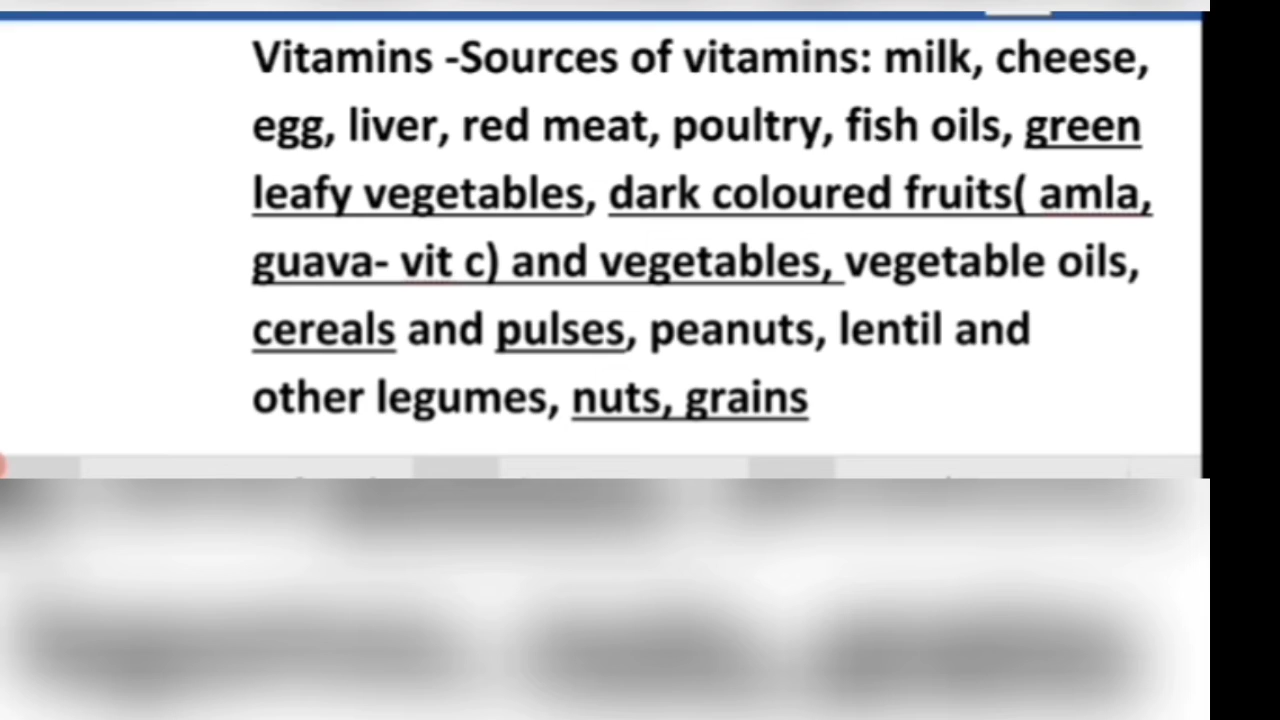 Vitamins -Sources of vitamins: milk, cheese,
egg, liver, red meat, poultry, fish oils, green
leafy vegetables, dark coloured fruits( amla,
guava- vit c) and vegetables, vegetable oils,
cereals and pulses, peanuts, lentil and
other legumes, nuts, grains